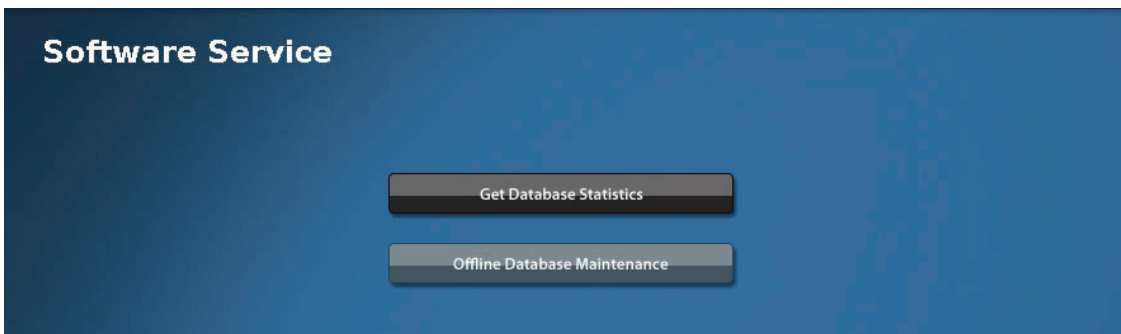 Software Service
Get Database Statistics
Offline Database Maintenance